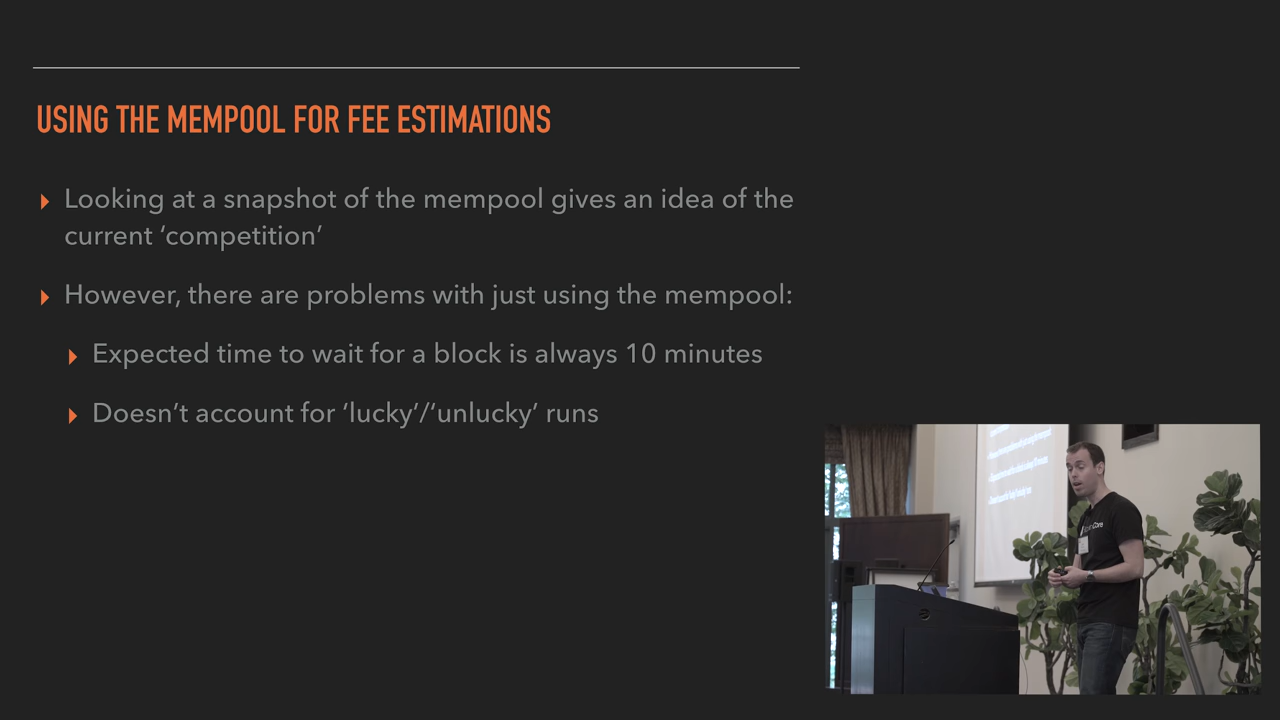 USING THE MEMPOOL FOR FEE ESTIMATIONS
Looking at a snapshot of the mempool gives an idea of the
current ‘competition’
However, there are problems with just using the mempool:
Expected time to wait for a block is always 10 minutes
Doesn’t account for ‘lucky’/‘unlucky’ runs